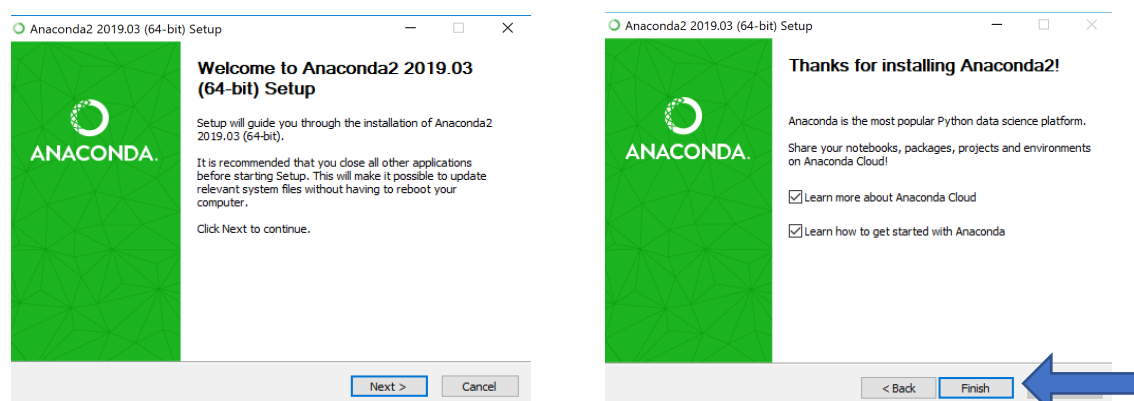 Anaconda2 2019.03 (64-bit) Setup
Welcome to Anaconda2 2019.03
(64-bit) Setup
Setup will guide you through the installation of Anaconda2
2019.03 (64-bit).
It is recommended that you close all other applications
before starting Setup. This will make it possible to update
relevant system files without having to reboot your
computer.
Click Next to continue.
ANACONDA.
Next >
Cancel
Anaconda2 2019.03 (64-bit) Setup
Thanks for installing Anaconda2!
Anaconda is the most popular Python data science platform.
Share your notebooks, packages, projects and environments
on Anaconda Cloud!
Learn more about Anaconda Cloud
Learn how to get started with Anaconda
ANACONDA.
< Back
Finish